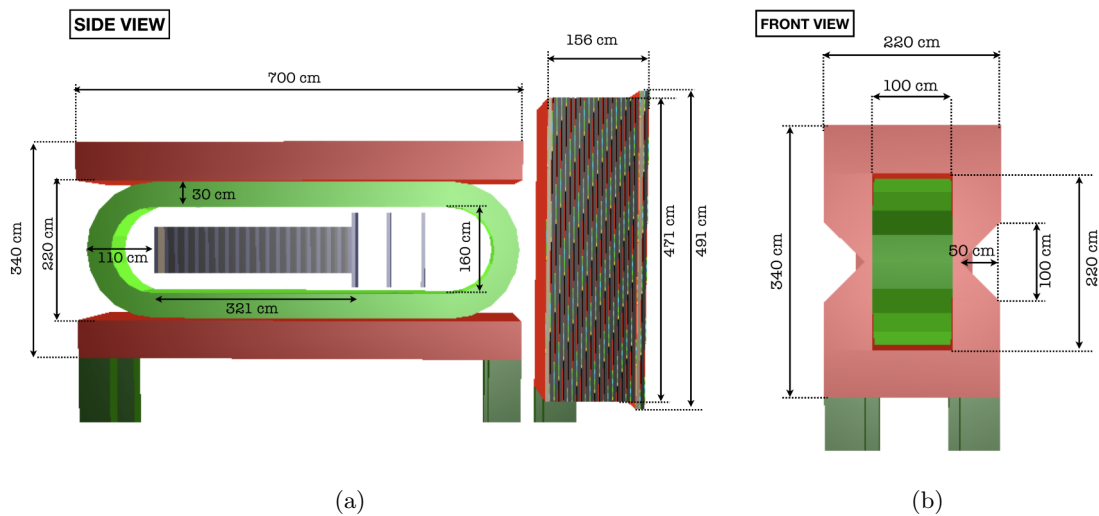 SIDE VIEW
FRONT VIEW
156 cm
220 cm
700 cm
100 cm
30 cm
340 cm
220 cm
110 cm
160 cm
321 cm
471 cm
491 cm
340 cm
50 cm
100 cm
220 cm
(a)
(b)